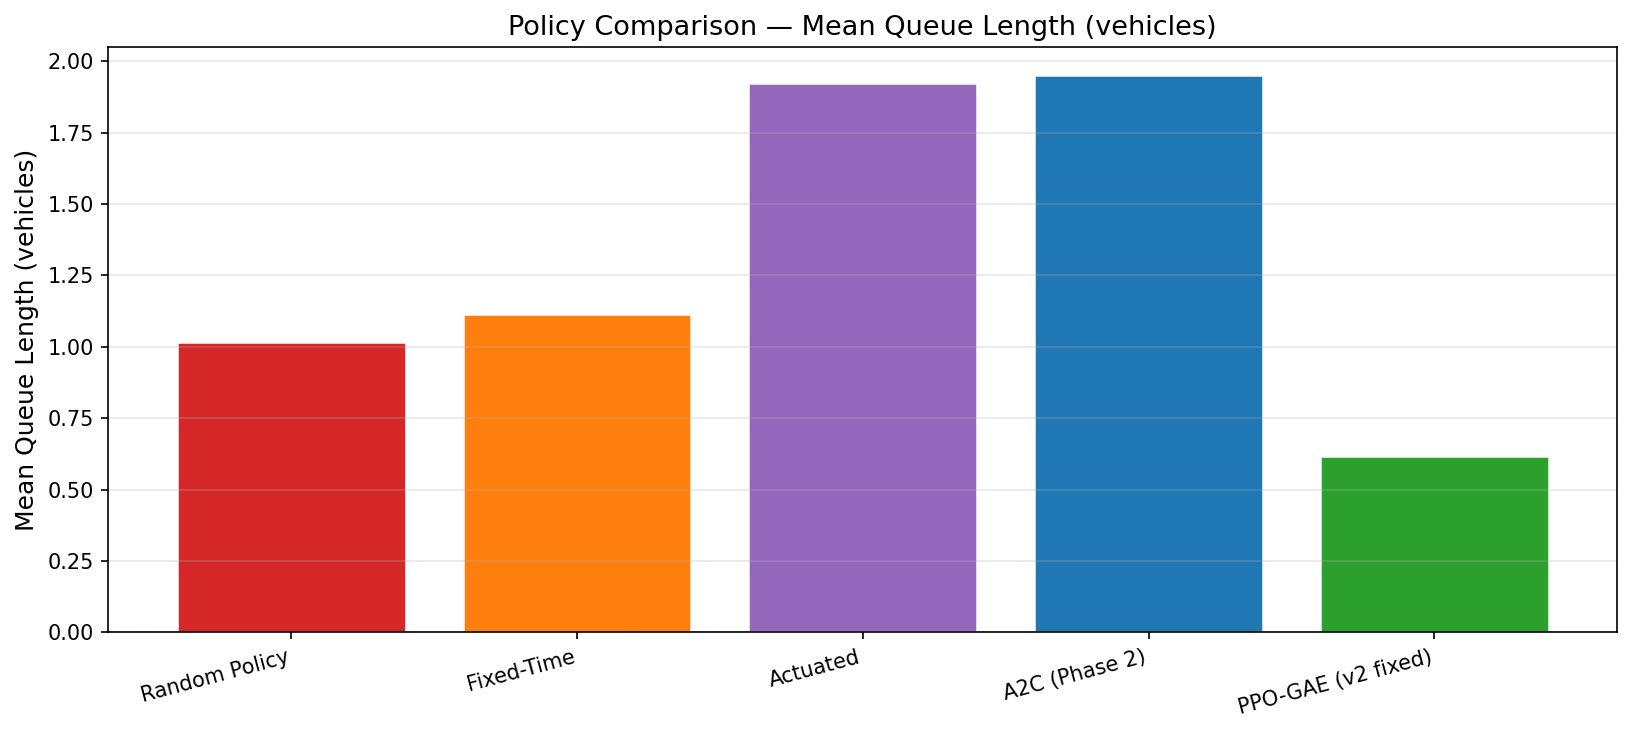 Policy Comparison — Mean Queue Length (vehicles)
Mean Queue Length (vehicles)
2.00
1.75
1.50
1.25
1.00
0.75
0.50
0.25
0.00
Random Policy
Fixed-Time
Actuated
A2C (Phase 2)
PPO-GAE (v2 fixed)